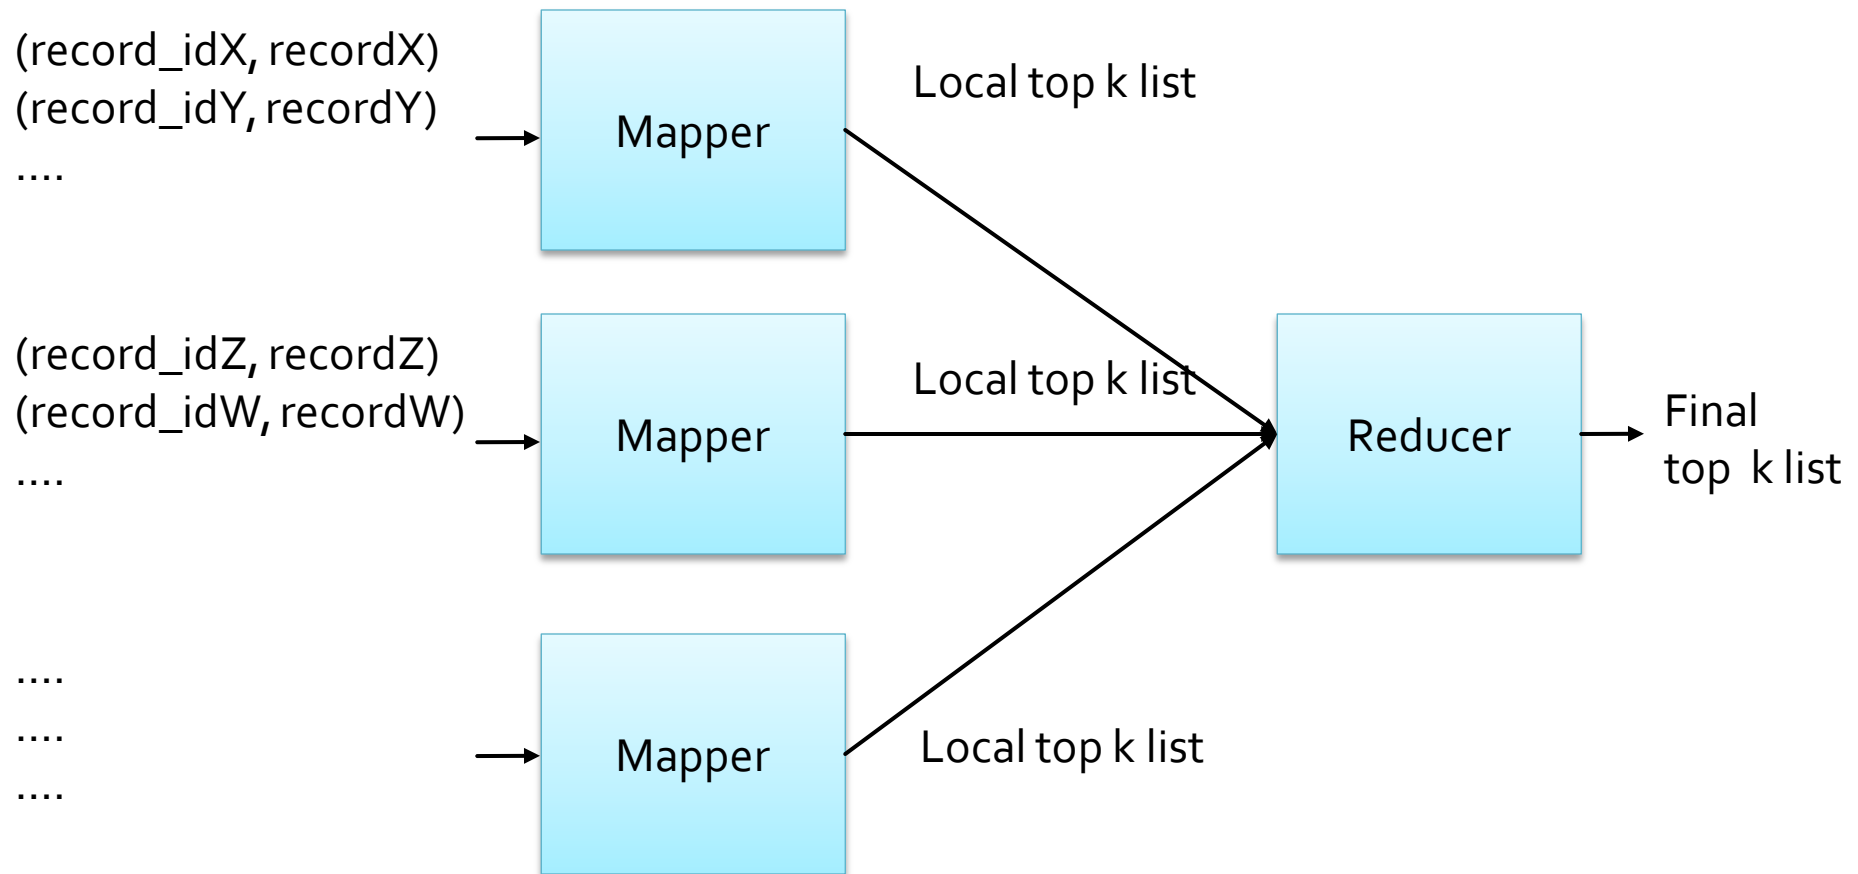 (record_idX, recordX)
(record_idY, recordY)
....
Mapper
Local top k list
(record_idZ, recordZ)
(record_idW, recordW)
....
Mapper
Local top k list
Reducer
Final
top k list
....
....
....
Mapper
Local top k list